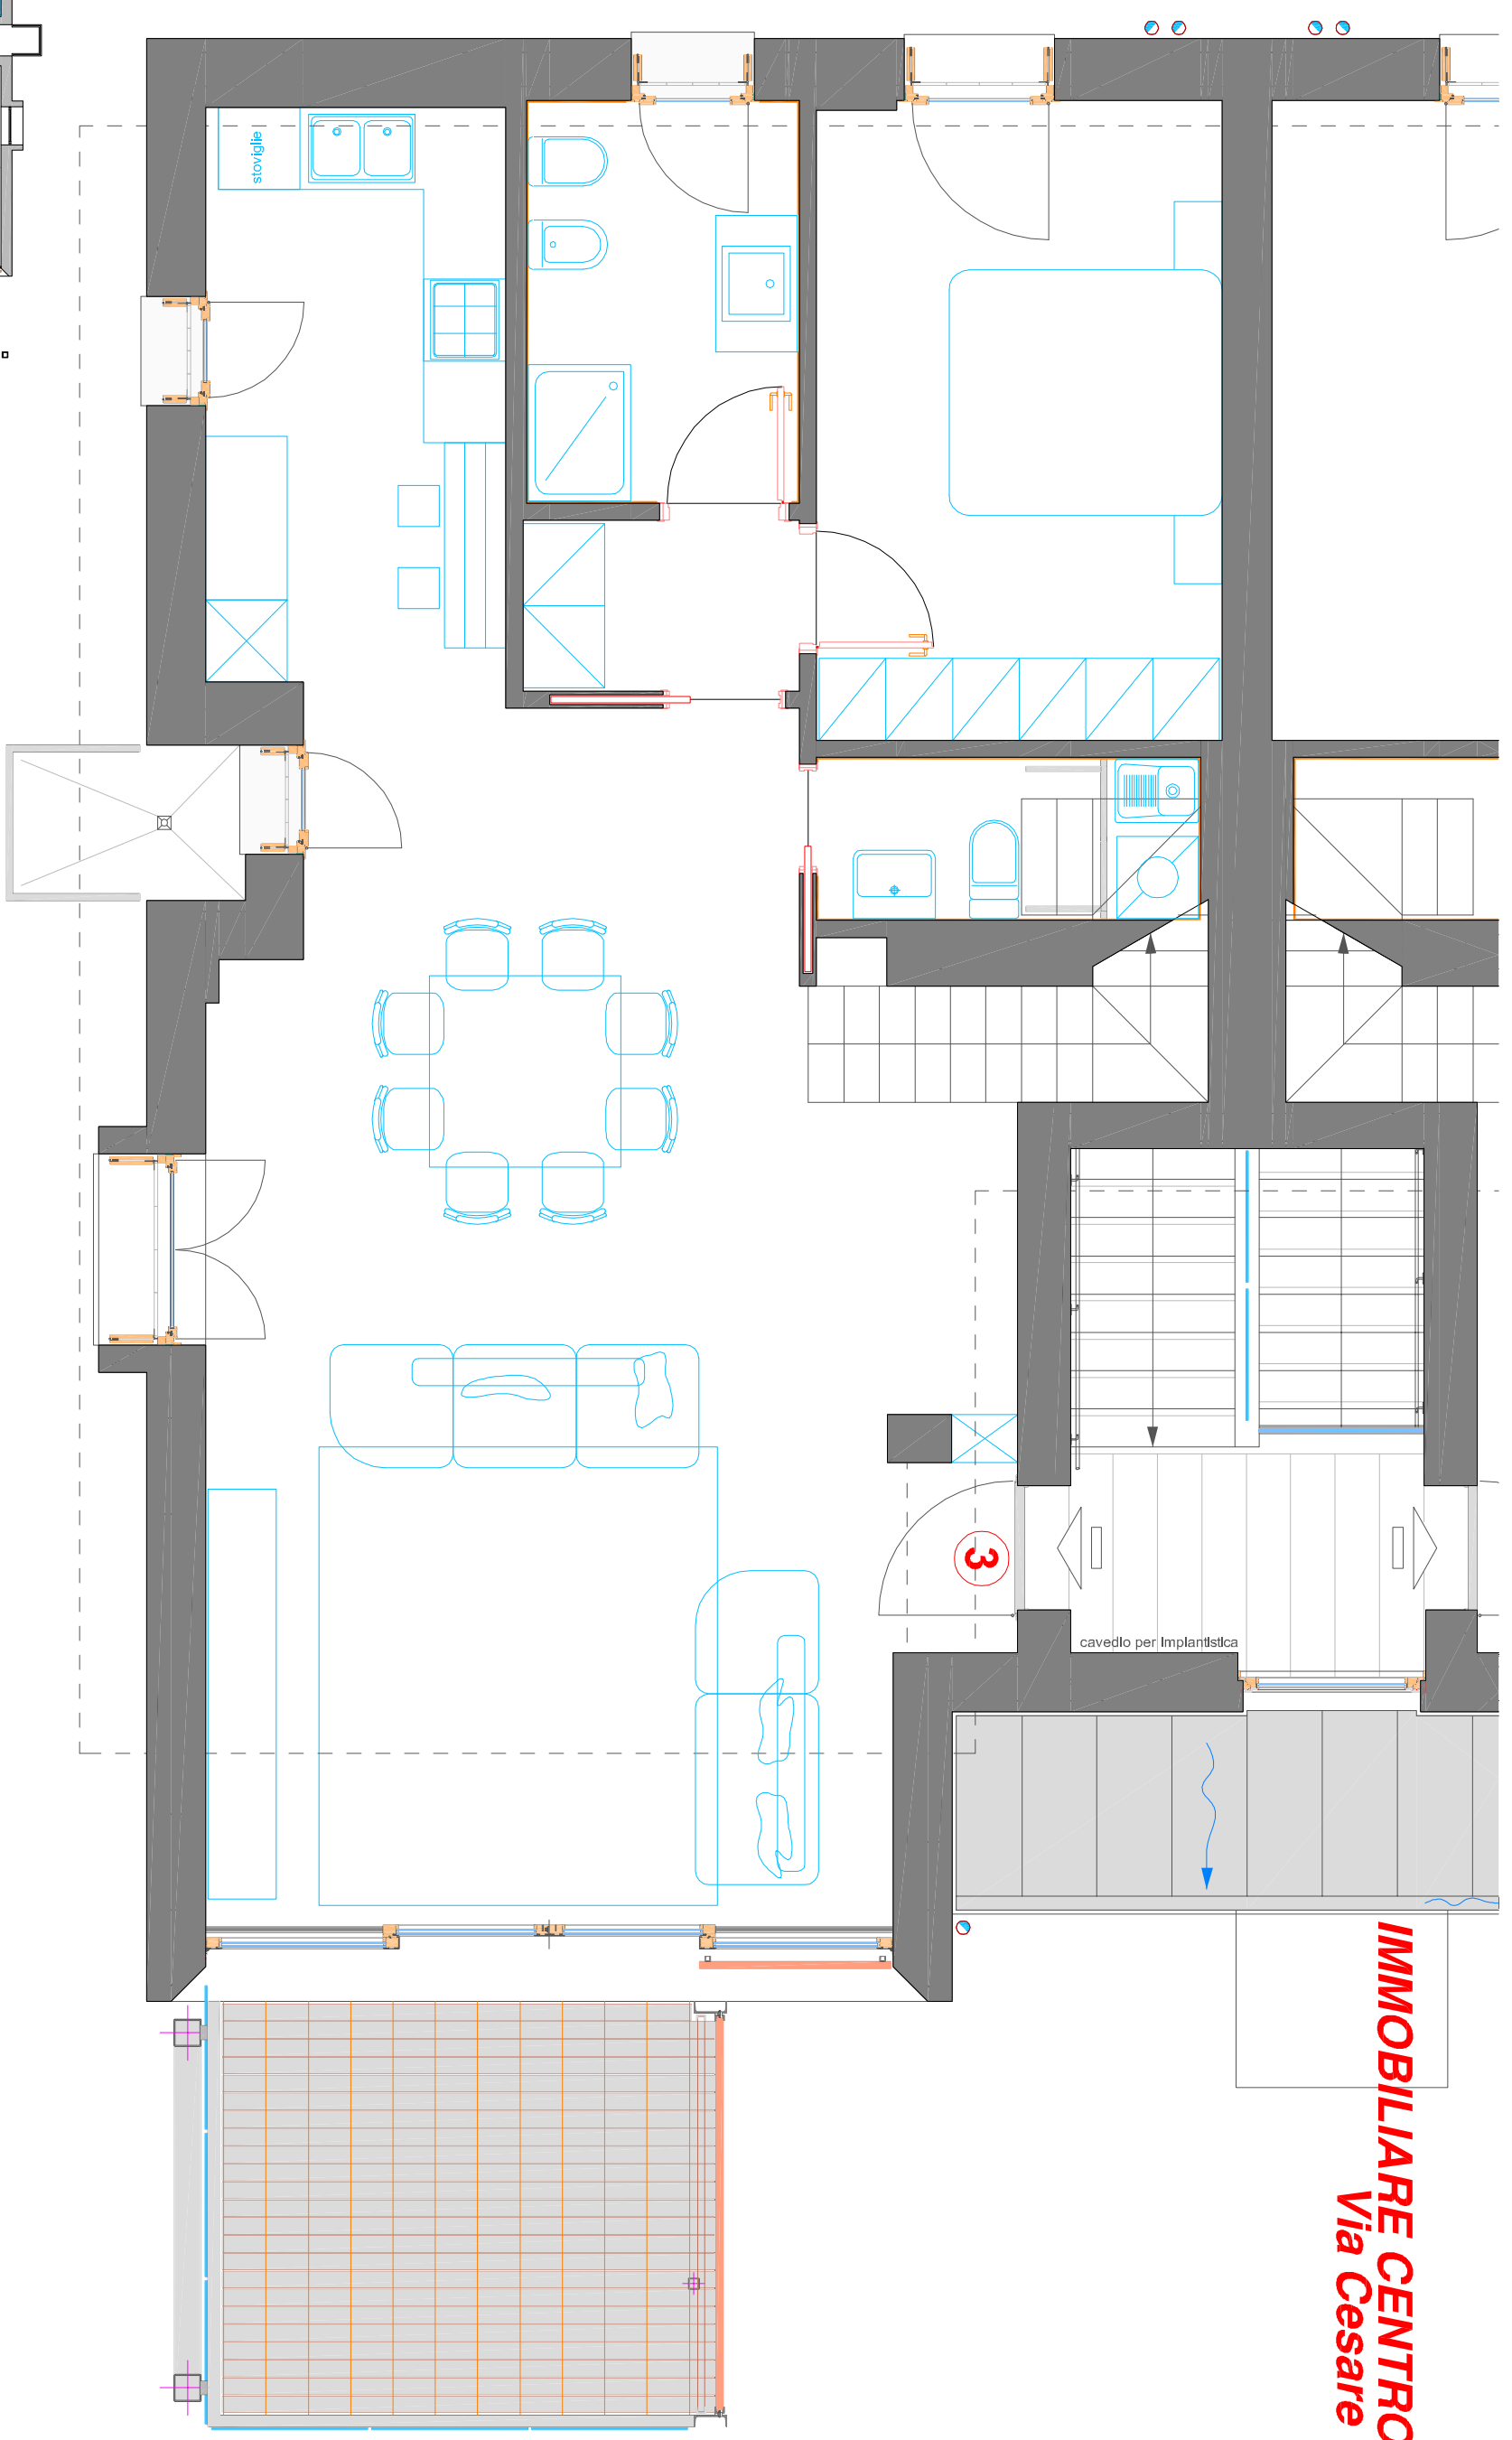 stoviglie
3
cavedio per impiantistica
IMMOBILIARE CENTRO
Via Cesare